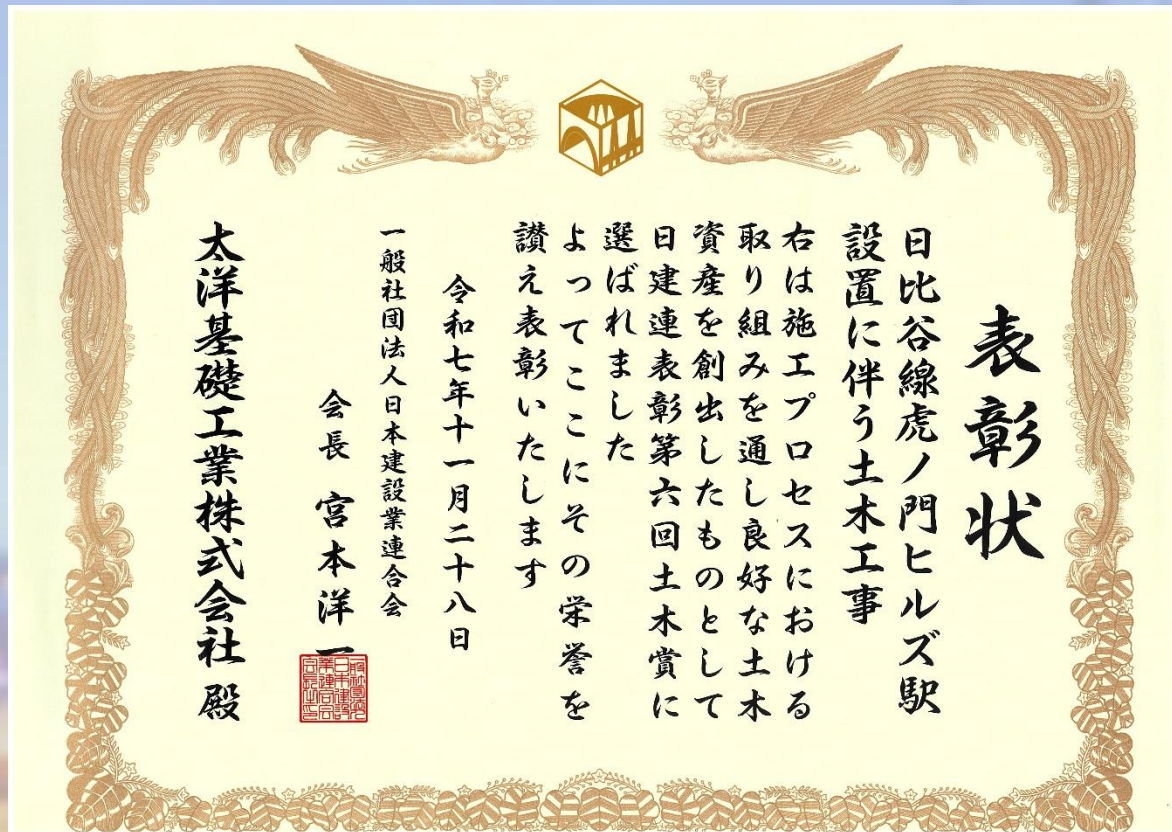 表彰状
日比谷線虎ノ門ヒルズ駅
設置に伴う土木工事
右は施工プロセスにおける
取り組みを通し良好な土木
資産を創出したものとして
日建連表彰第六回土木賞に
選ばれました
よってここにその栄誉を
讃え表彰いたします
令和七年十一月二十八日
一般社団法人日本建設業連合会
会長 宮本洋一
太洋基礎工業株式会社 殿